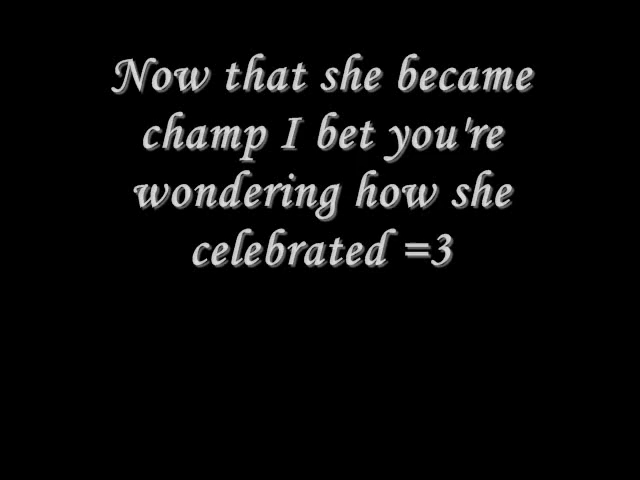 Now that she became
champ I bet you're
wondering how she
celebrated =3